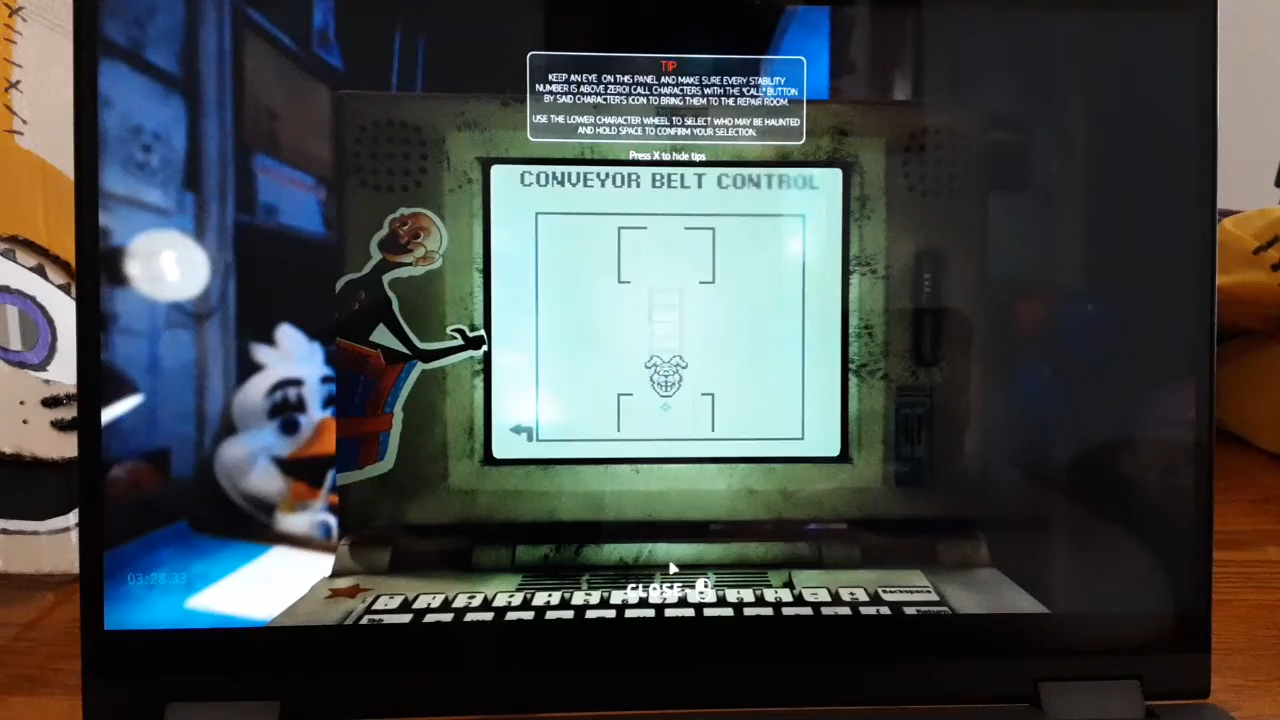 TIP
KEEP AN EYE ON THIS PANEL AND MAKE SURE EVERY STABILITY
NUMBER IS ABOVE ZERO! CALL CHARACTERS WITH THE "CALL" BUTTON
BY SAID CHARACTER'S ICON TO BRING THEM TO THE REPAIR ROOM.
USE THE LOWER CHARACTER WHEEL TO SELECT WHO MAY BE HAUNTED
AND HOLD SPACE TO CONFIRM YOUR SELECTION.
Press X to hide tips
CONVEYOR BELT CONTROL
03:28.33
CLOSE
Backspace
Tab